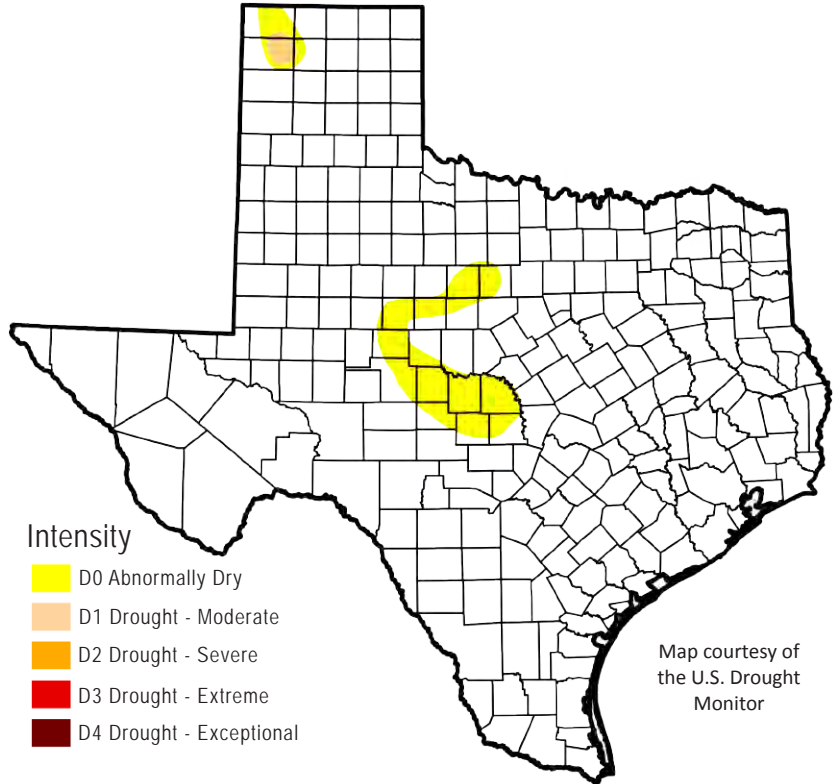 Intensity
D0 Abnormally Dry
D1 Drought - Moderate
D2 Drought - Severe
D3 Drought - Extreme
D4 Drought - Exceptional
Map courtesy of
the U.S. Drought
Monitor